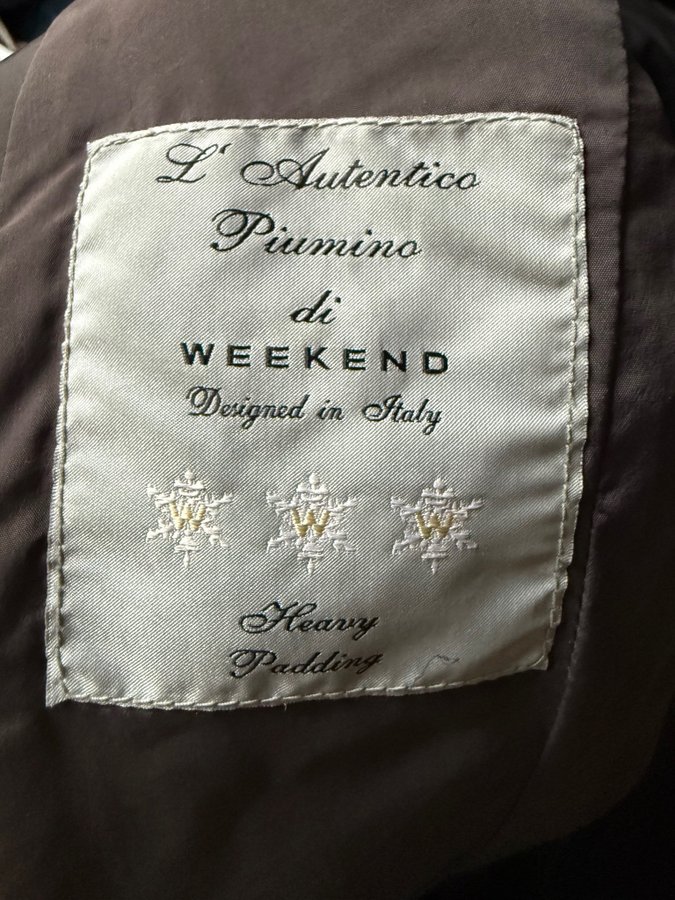 L'Autentico
Piumino
di
WEEKEND
Designed in Italy
W W W
Heavy
Padding